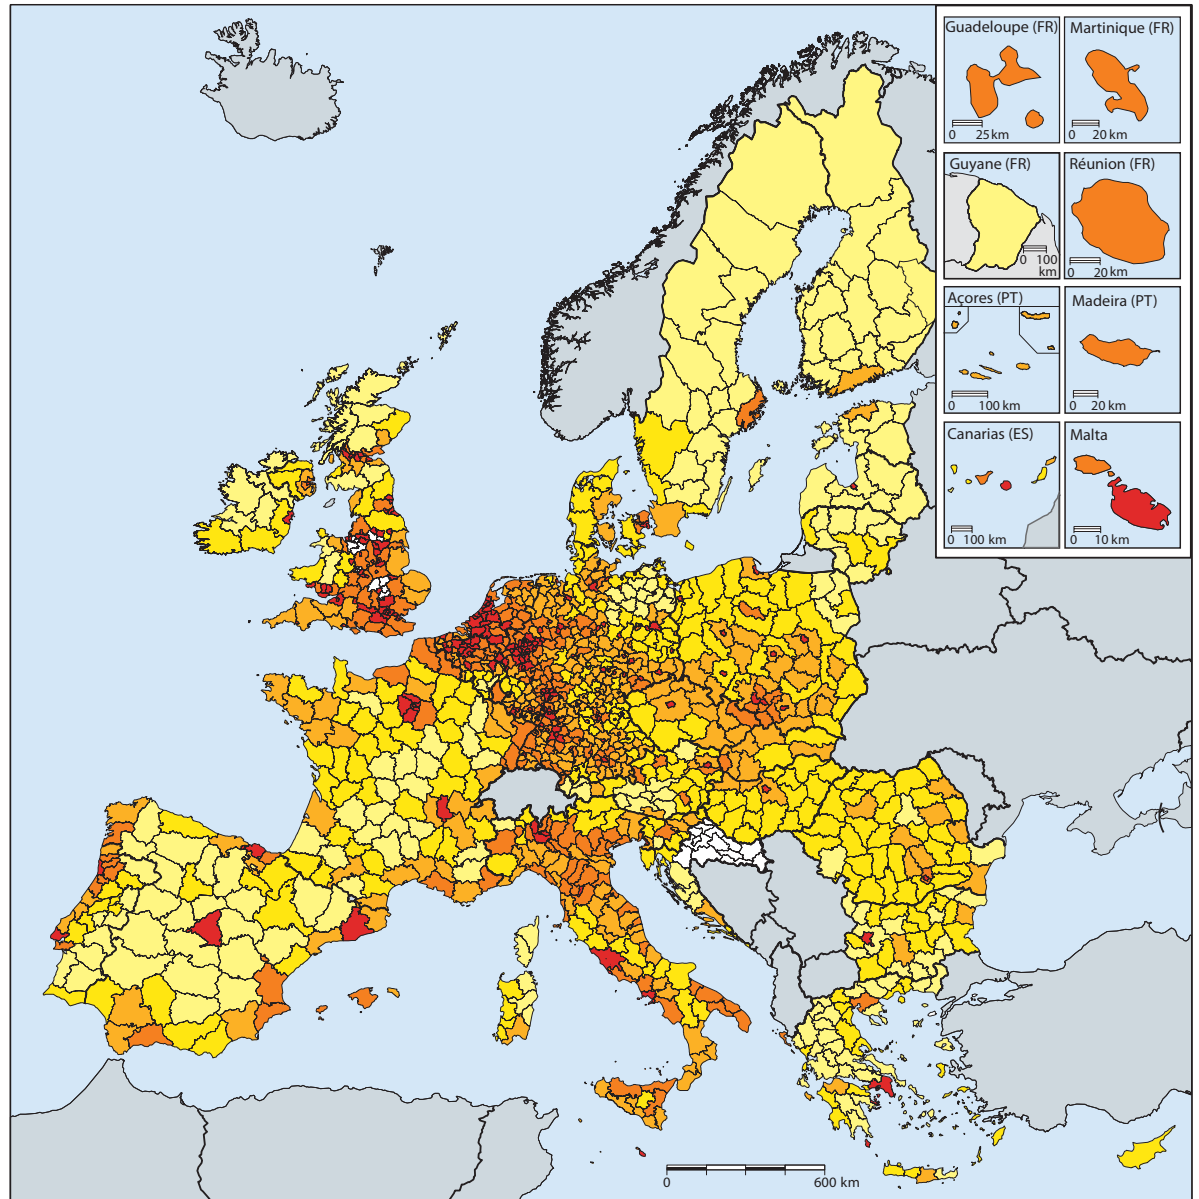 Guadeloupe (FR)
0 25 km
Martinique (FR)
0 20 km
Guyane (FR)
0 100
km
Réunion (FR)
0 20 km
Açores (PT)
0 100 km
Madeira (PT)
0 20 km
Canarias (ES)
0 100 km
Malta
0 10 km
0 600 km